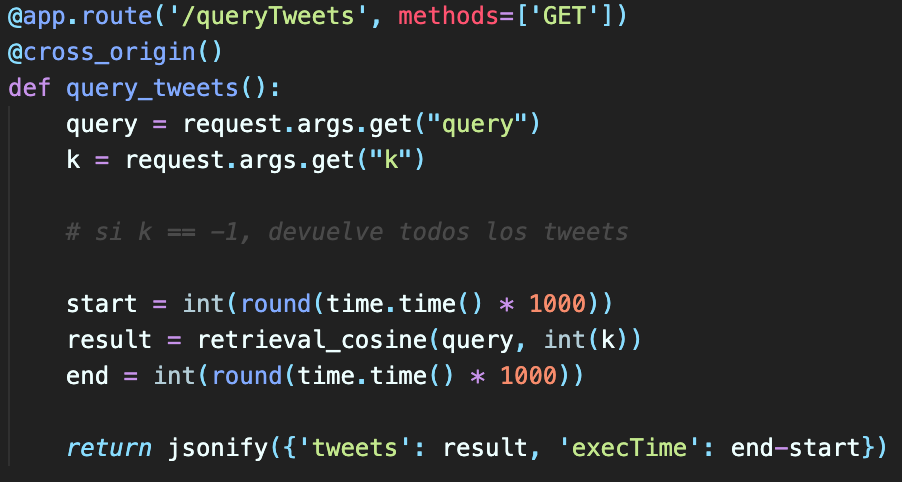 @app.route('/queryTweets', methods=['GET'])
@cross_origin()
def query_tweets():
    query = request.args.get("query")
    k = request.args.get("k")

    # si k == -1, devuelve todos los tweets

    start = int(round(time.time() * 1000))
    result = retrieval_cosine(query, int(k))
    end = int(round(time.time() * 1000))

    return jsonify({'tweets': result, 'execTime': end-start})